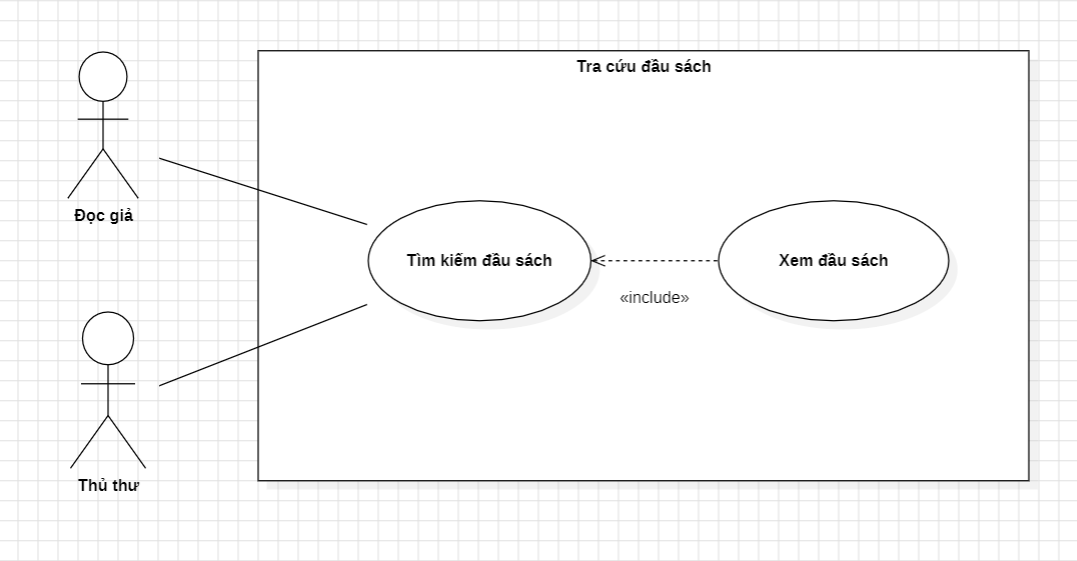 Tra cứu đầu sách
Đọc giả
Tìm kiếm đầu sách
Xem đầu sách
«include»
Thủ thư